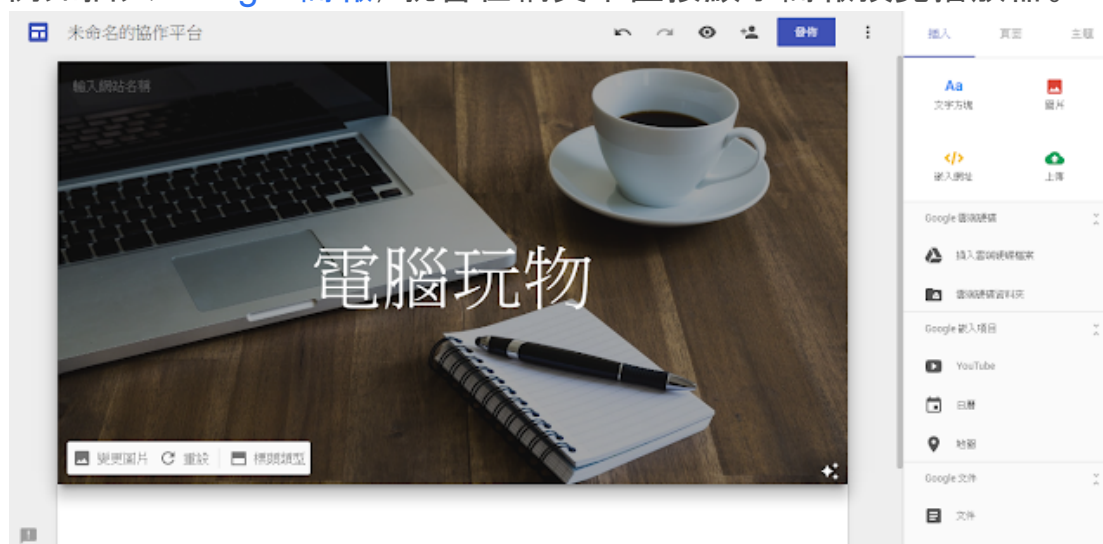 未命名的協作平台
發佈
插入 頁面 主題
輸入網站名稱
Aa
文字方塊
圖片
</>
嵌入網址
上傳
電腦玩物
Google 雲端硬碟
插入雲端硬碟檔案
雲端硬碟資料夾
Google 嵌入項目
YouTube
日曆
地圖
變更圖片 重設 標頭類型
Google 文件
文件